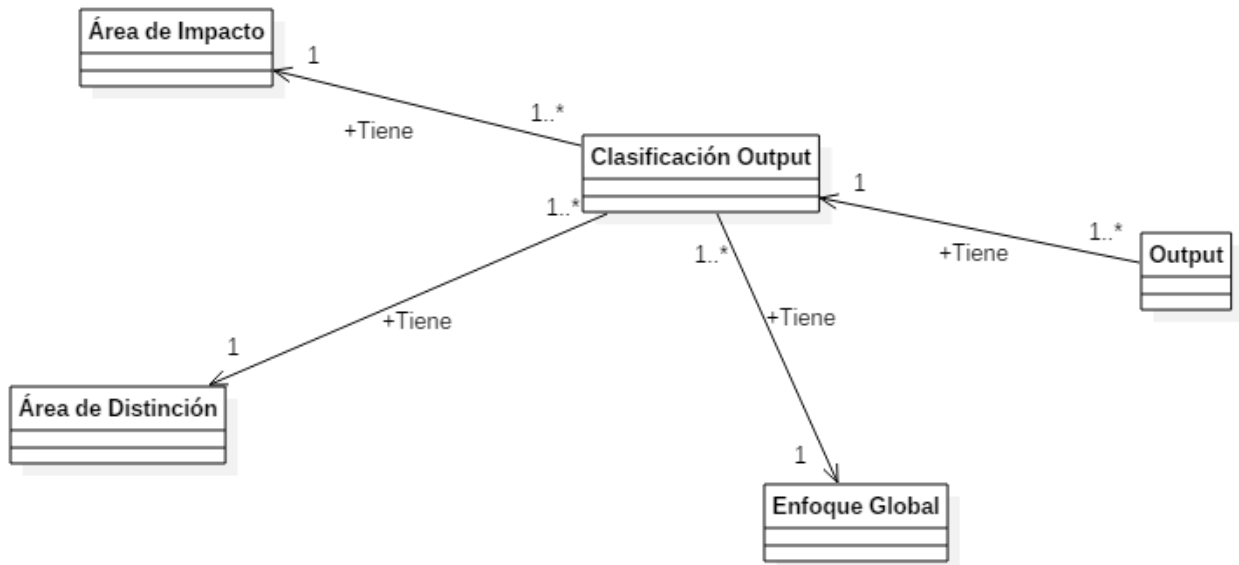 Área de Impacto
1
1..*
+Tiene
Clasificación Output
1
1..*
+Tiene
Output
1..*
1..*
+Tiene
+Tiene
1
Área de Distinción
1
Enfoque Global